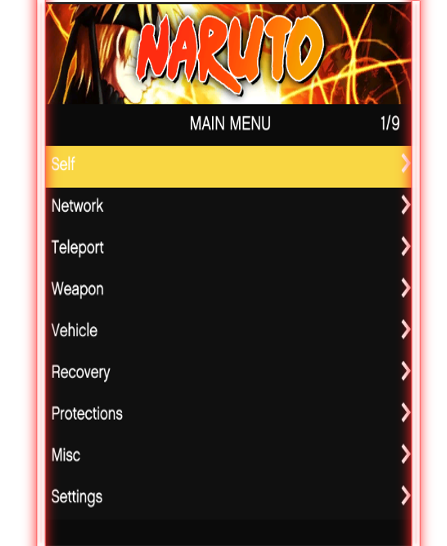 NARUTO
MAIN MENU 1/9
Self
Network
Teleport
Weapon
Vehicle
Recovery
Protections
Misc
Settings